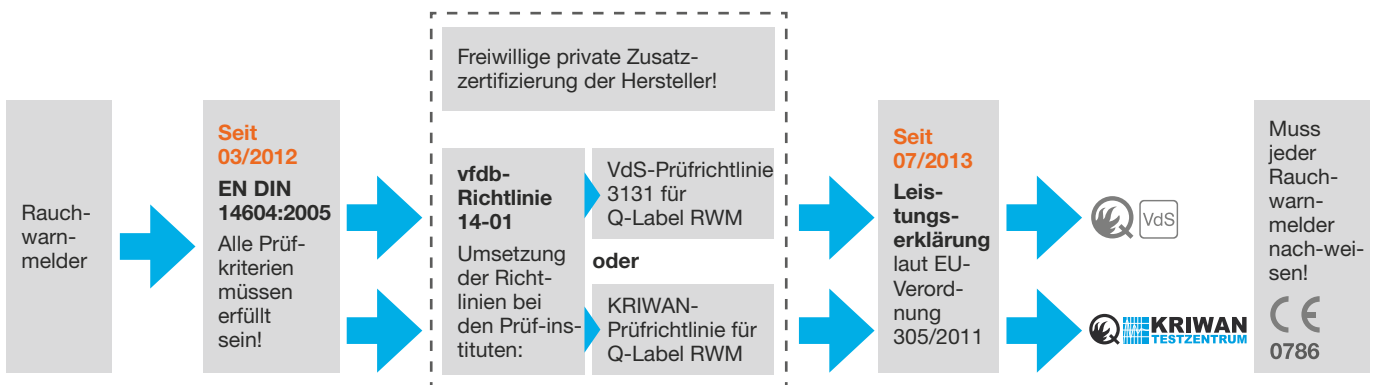 Rauch-
warn-
melder
Seit
03/2012
EN DIN
14604:2005
Alle Prüf-
kriterien
müssen
erfüllt
sein!
Freiwillige private Zusatz-
zertifizierung der Hersteller!
vfdb-
Richtlinie
14-01
Umsetzung
der Richt-
linien bei
den Prüf-ins-
tituten:
VdS-Prüfrichtlinie
3131 für
Q-Label RWM
oder
KRIWAN-
Prüfrichtlinie für
Q-Label RWM
Seit
07/2013
Leis-
tungs-
erklärung
laut EU-
Verord-
nung
305/2011
Q VdS
Q KRIWAN
TESTZENTRUM
Muss
jeder
Rauch-
warn-
melder
nach-wei-
sen!
CE
0786